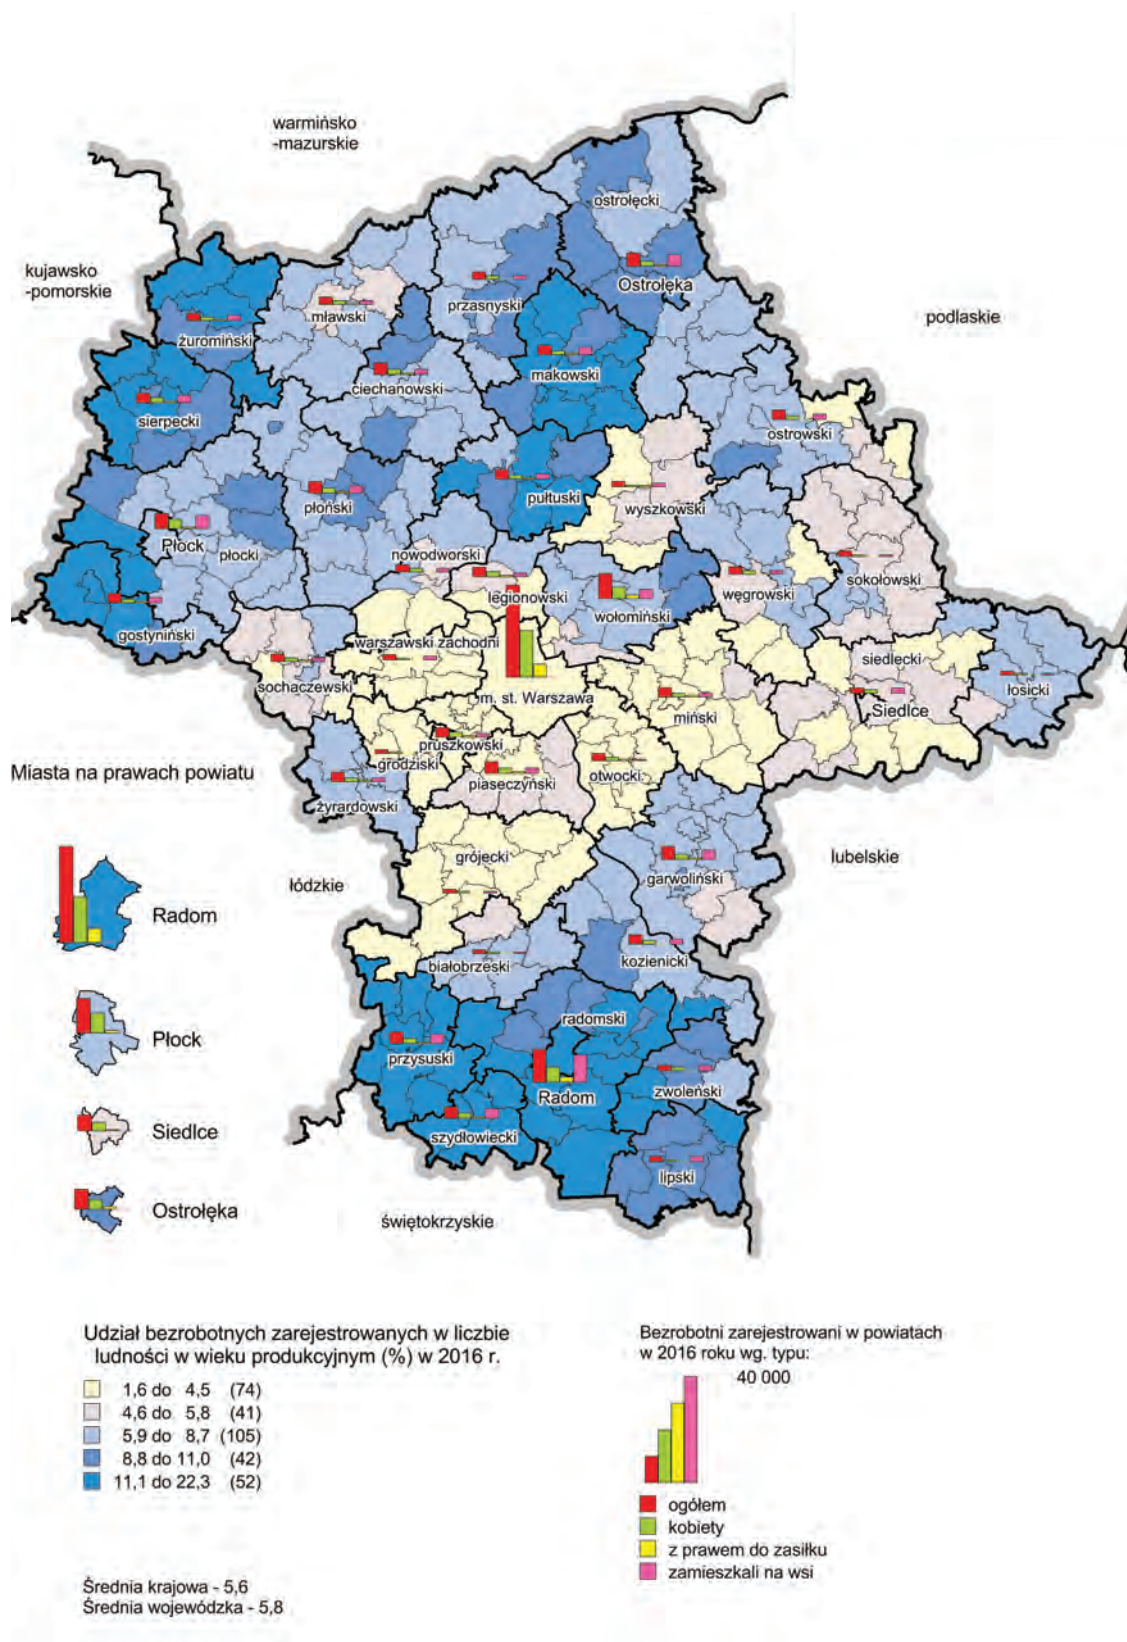 warmińsko
-mazurskie
kujawsko
-pomorskie
podlaskie
ostrołęcki
Ostrołęka
przasnyski
mławski
żuromiński
ciechanowski
makowski
sierpecki
ostrowski
pułtuski
wyszkowski
płoński
Płock
płocki
nowodworski
legionowski
wołomiński
węgrowski
sokołowski
gostyniński
warszawski zachodni
siedlecki
sochaczewski
m. st. Warszawa
miński
Siedlce
łosicki
pruszkowski
grodziski
piaseczyński
otwocki
Miasta na prawach powiatu
żyrardowski
grójecki
garwoliński
lubelskie
łódzkie
Radom
białobrzeski
kozienicki
radomski
Płock
przysuski
zwoleński
Radom
Siedlce
szydłowiecki
lipski
Ostrołęka
świętokrzyskie
Udział bezrobotnych zarejestrowanych w liczbie
ludności w wieku produkcyjnym (%) w 2016 r.
1,6 do 4,5 (74)
4,6 do 5,8 (41)
5,9 do 8,7 (105)
8,8 do 11,0 (42)
11,1 do 22,3 (52)
Średnia krajowa - 5,6
Średnia wojewódzka - 5,8
Bezrobotni zarejestrowani w powiatach
w 2016 roku wg. typu:
40 000
ogółem
kobiety
z prawem do zasiłku
zamieszkali na wsi